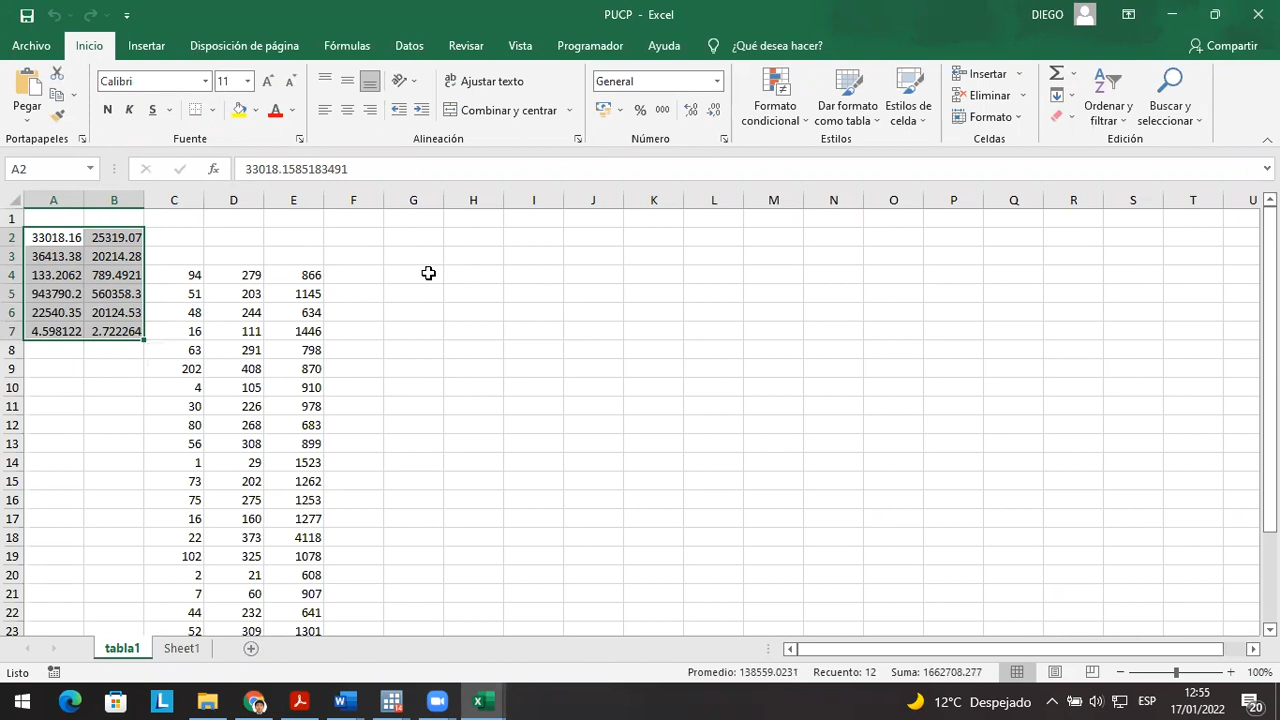 PUCP - Excel
DIEGO
Archivo Inicio Insertar Disposición de página Fórmulas Datos Revisar Vista Programador Ayuda ¿Qué desea hacer? Compartir
Pegar
Calibri 11
N K S
Ajustar texto
Combinar y centrar
General
% 000
Formato condicional
Dar formato como tabla
Estilos de celda
Insertar
Eliminar
Formato
Ordenar y filtrar
Buscar y seleccionar
Portapapeles Fuente Alineación Número Estilos Celdas Edición
A2 fx 33018.1585183491
A B C D E F G H I J K L M N O P Q R S T U
1
2 33018.16 25319.07
3 36413.38 20214.28
4 133.2062 789.4921 94 279 866
5 943790.2 560358.3 51 203 1145
6 22540.35 20124.53 48 244 634
7 4.598122 2.722264 16 111 1446
8 63 291 798
9 202 408 870
10 4 105 910
11 30 226 978
12 80 268 683
13 56 308 899
14 1 29 1523
15 73 202 1262
16 75 275 1253
17 16 160 1277
18 22 373 4118
19 102 325 1078
20 2 21 608
21 7 60 907
22 44 232 641
23 52 309 1301
tabla1 Sheet1
Listo Promedio: 138559.0231 Recuento: 12 Suma: 1662708.277 100%
12°C Despejado ESP 12:55
17/01/2022 20